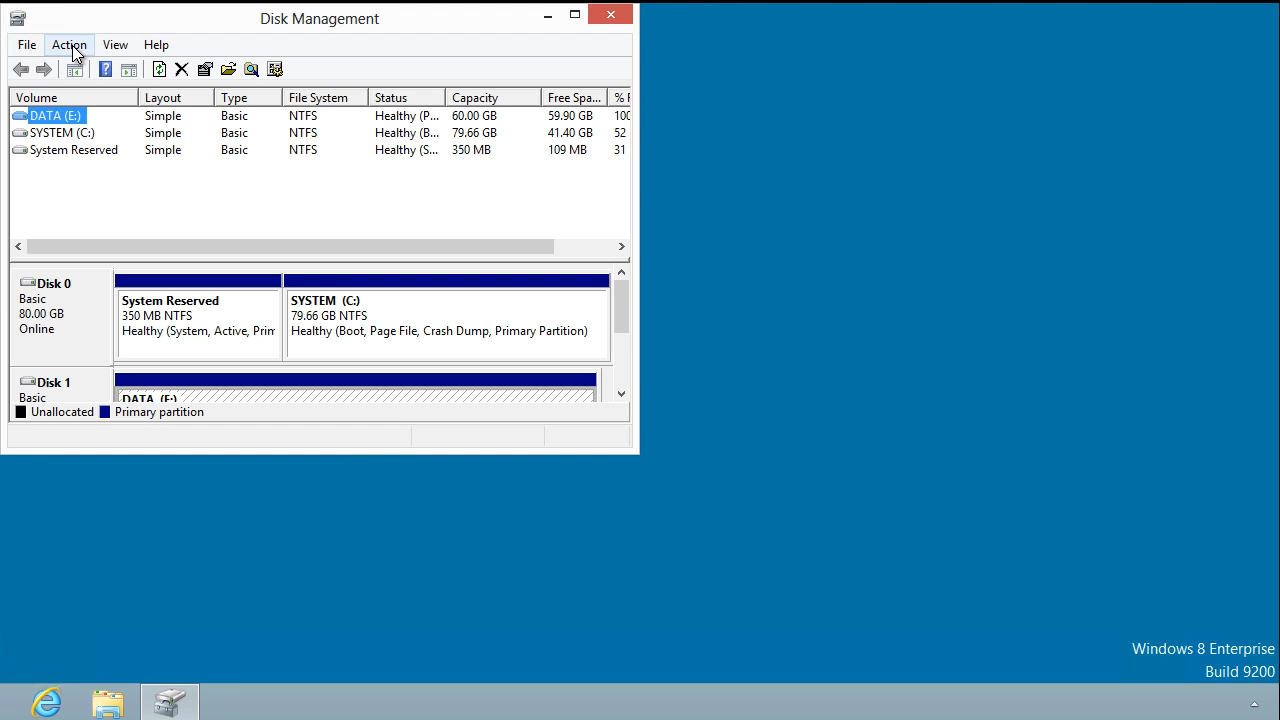 Disk Management
File Action View Help
Volume Layout Type File System Status Capacity Free Spa... % F
DATA (E:) Simple Basic NTFS Healthy (P... 60.00 GB 59.90 GB 100
SYSTEM (C:) Simple Basic NTFS Healthy (B... 79.66 GB 41.40 GB 52
System Reserved Simple Basic NTFS Healthy (S... 350 MB 109 MB 31
Disk 0
Basic
80.00 GB
Online
System Reserved
350 MB NTFS
Healthy (System, Active, Prim
SYSTEM (C:)
79.66 GB NTFS
Healthy (Boot, Page File, Crash Dump, Primary Partition)
Disk 1
Basic
DATA (E:)
Unallocated Primary partition
Windows 8 Enterprise
Build 9200